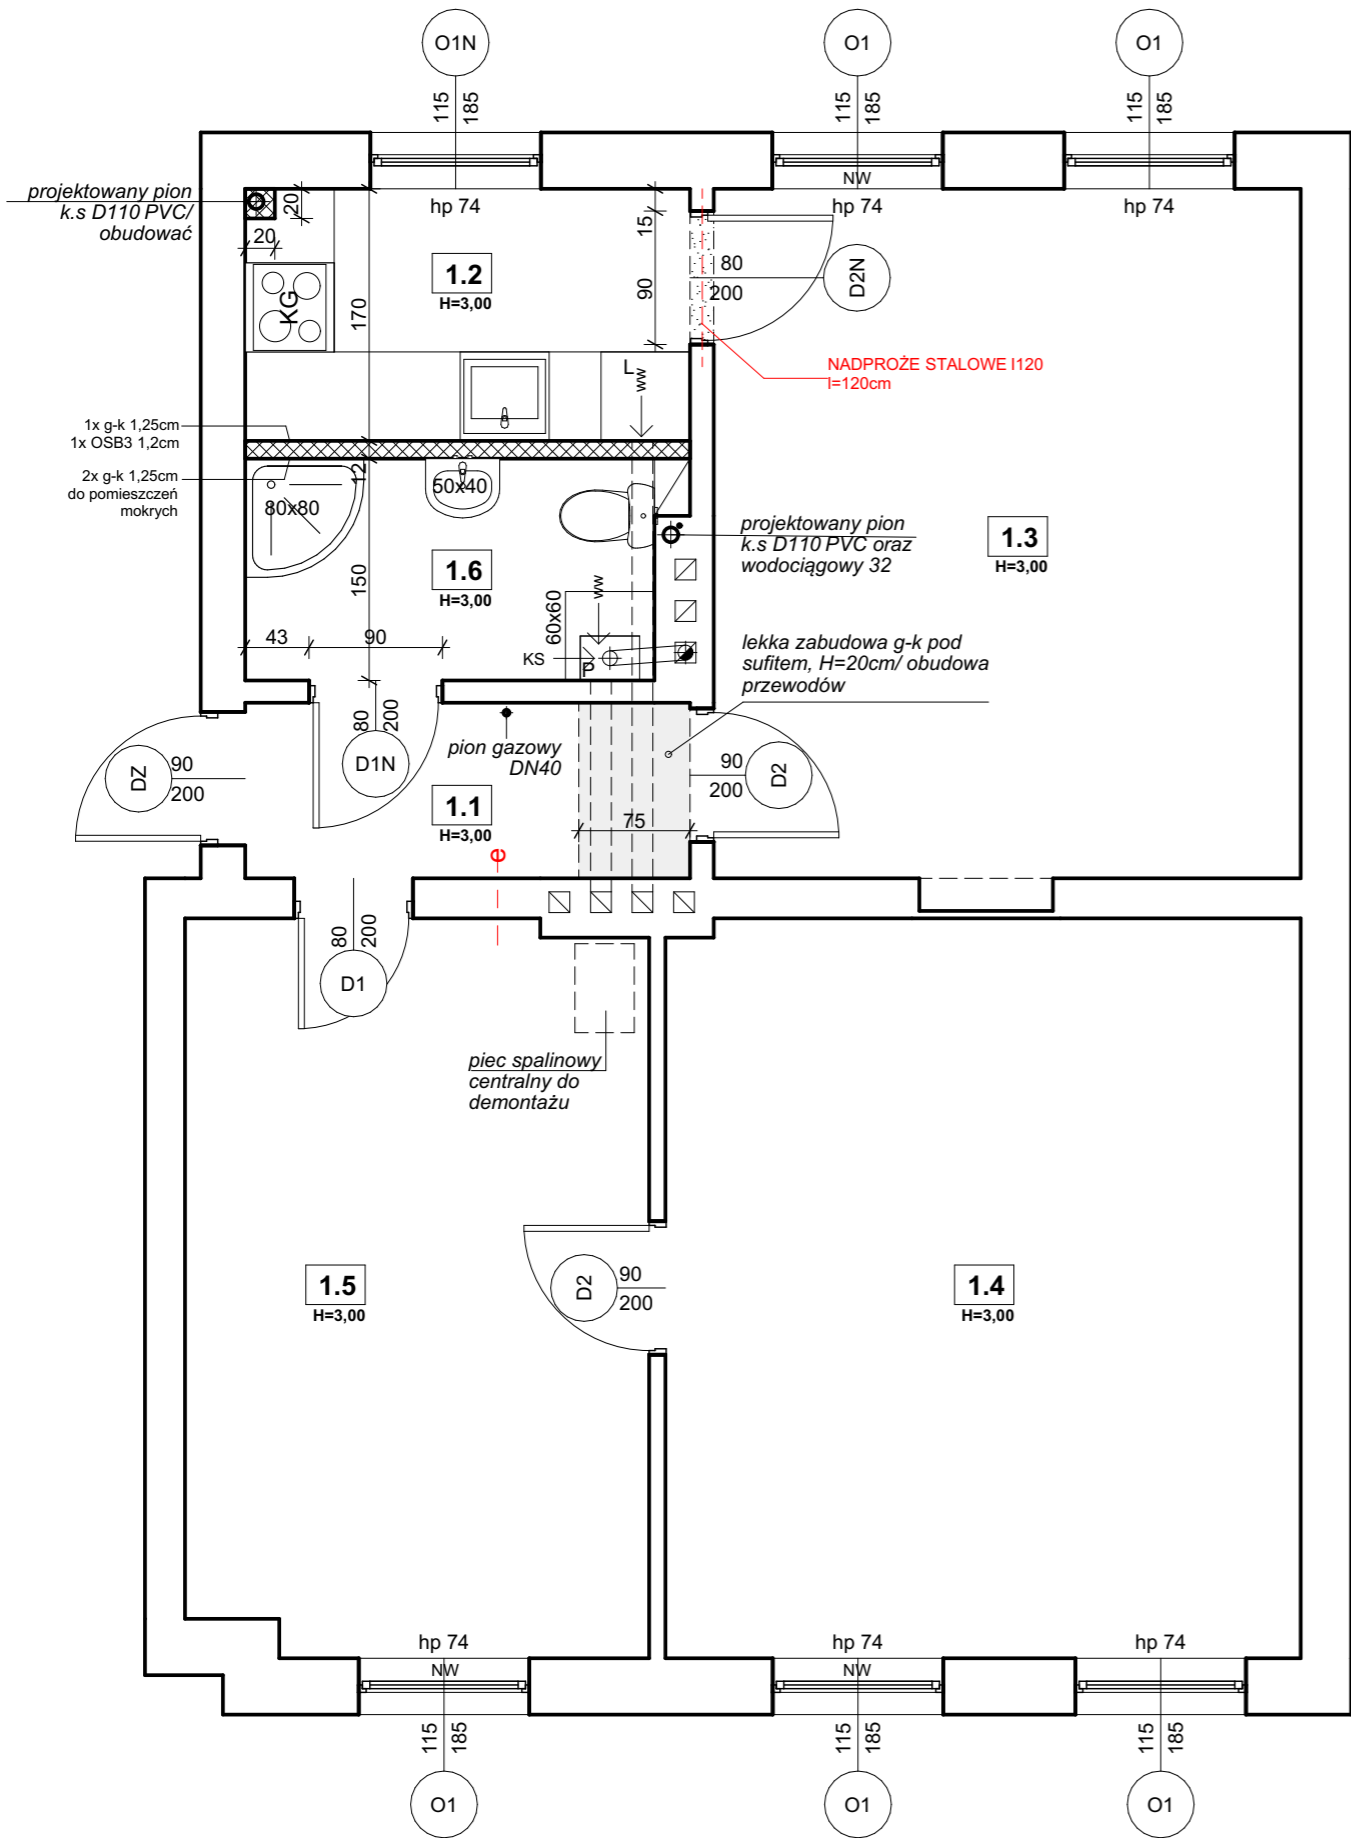 O1N
O1
O1
115
185
115
185
115
185
projektowany pion
k.s D110 PVC/
obudować
20
20
hp 74
NW
hp 74
hp 74
15
1.2
H=3,00
KG
170
90
80
200
D2N
NADPROŻE STALOWE I120
l=120cm
L
ww
1x g-k 1,25cm
1x OSB3 1,2cm
2x g-k 1,25cm
do pomieszczeń
mokrych
12
80x80
50x40
projektowany pion
k.s D110 PVC oraz
wodociągowy 32
1.3
H=3,00
1.6
H=3,00
150
ww
60x60
43
90
KS
P
lekka zabudowa g-k pod
sufitem, H=20cm/ obudowa
przewodów
80
200
D1N
pion gazowy
DN40
DZ
90
200
90
200
D2
1.1
H=3,00
75
e
80
200
D1
piec spalinowy
centralny do
demontażu
1.5
H=3,00
D2
90
200
1.4
H=3,00
hp 74
NW
hp 74
NW
hp 74
115
185
115
185
115
185
O1
O1
O1